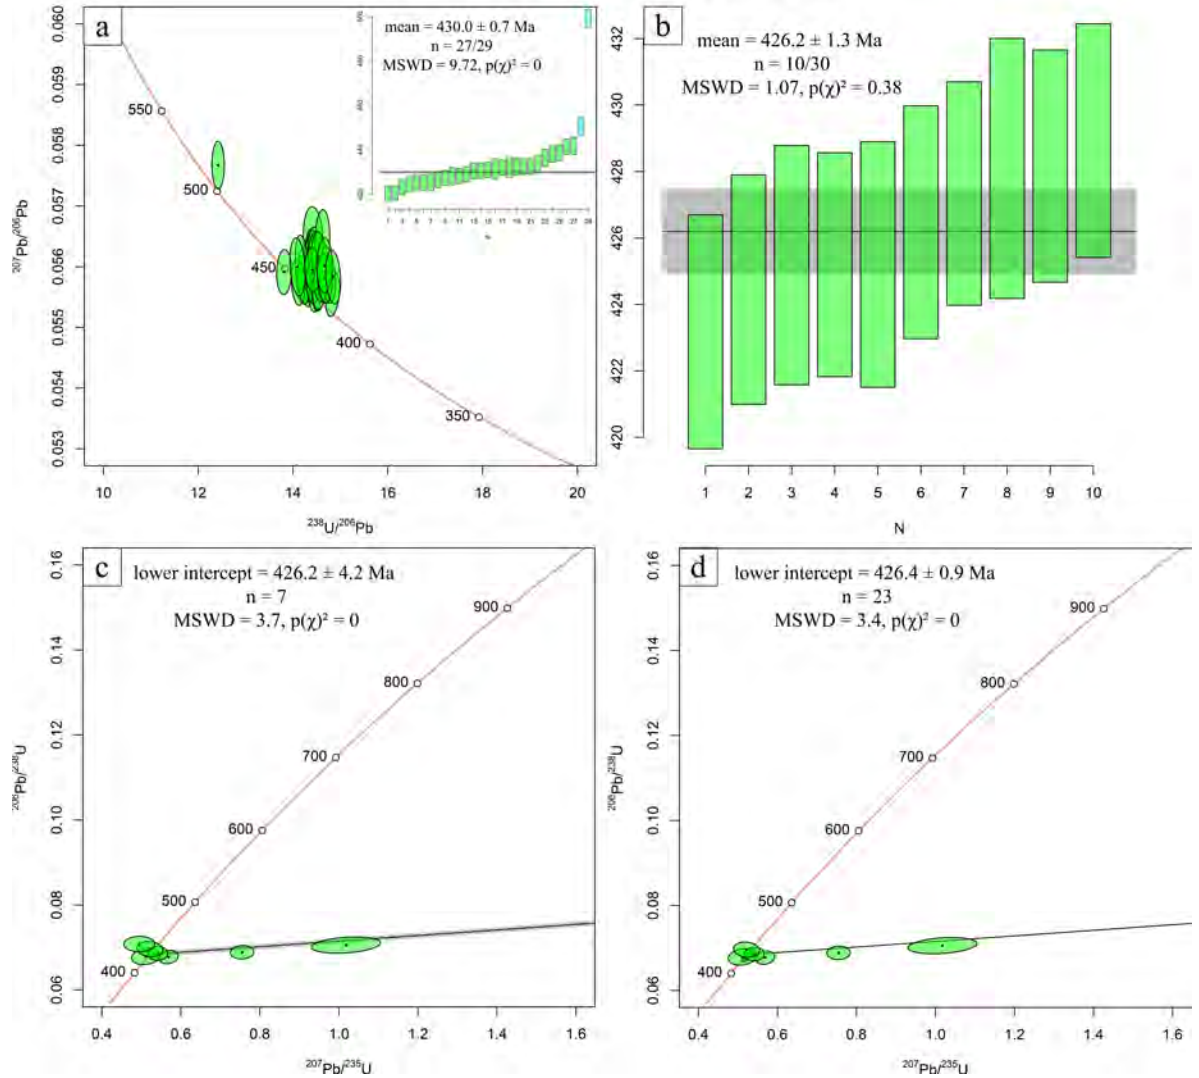 a
mean = 430.0 ± 0.7 Ma
n = 27/29
MSWD = 9.72, p(χ)² = 0
N
550
500
450
400
350
0.060
0.059
0.058
0.057
0.056
0.055
0.054
0.053
²⁰⁷Pb/²⁰⁶Pb
10 12 14 16 18 20
²³⁸U/²⁰⁶Pb
b
mean = 426.2 ± 1.3 Ma
n = 10/30
MSWD = 1.07, p(χ)² = 0.38
432
430
428
426
424
422
420
1 2 3 4 5 6 7 8 9 10
N
c
lower intercept = 426.2 ± 4.2 Ma
n = 7
MSWD = 3.7, p(χ)² = 0
900
800
700
600
500
400
0.16
0.14
0.12
0.10
0.08
0.06
²⁰⁶Pb/²³⁸U
0.4 0.6 0.8 1.0 1.2 1.4 1.6
²⁰⁷Pb/²³⁵U
d
lower intercept = 426.4 ± 0.9 Ma
n = 23
MSWD = 3.4, p(χ)² = 0
900
800
700
600
500
400
0.16
0.14
0.12
0.10
0.08
0.06
²⁰⁶Pb/²³⁸U
0.4 0.6 0.8 1.0 1.2 1.4 1.6
²⁰⁷Pb/²³⁵U